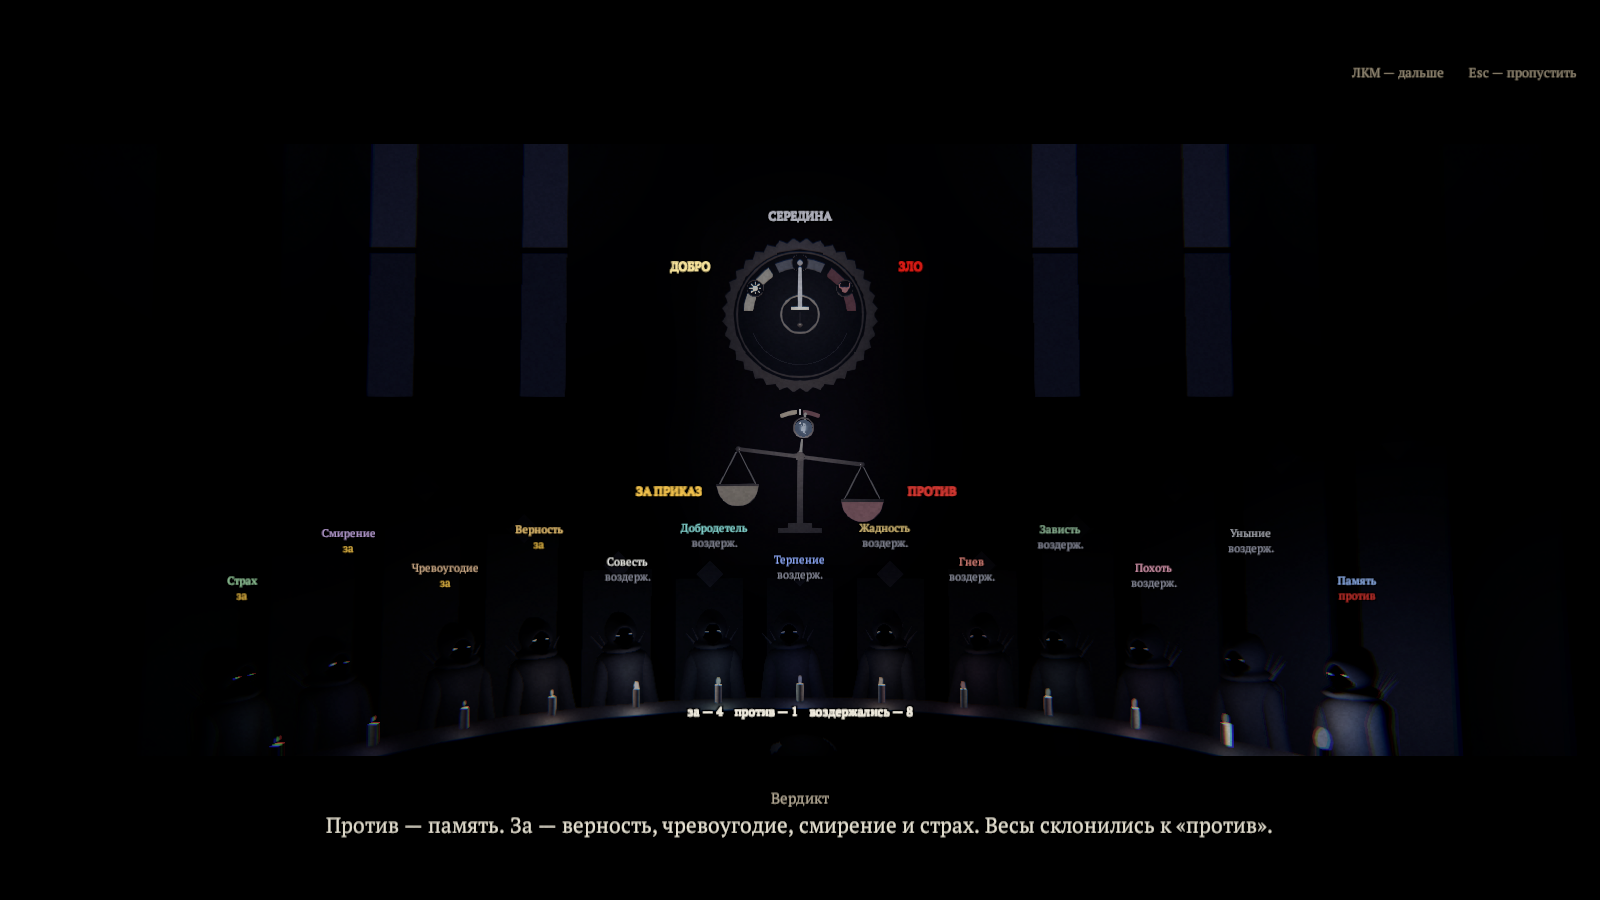 ЛКМ — дальше Esc — пропустить
СЕРЕДИНА
ДОБРО ЗЛО
ЗА ПРИКАЗ ПРОТИВ
Страх
за
Смирение
за
Чревоугодие
за
Верность
за
Совесть
воздерж.
Добродетель
воздерж.
Терпение
воздерж.
Жадность
воздерж.
Гнев
воздерж.
Зависть
воздерж.
Похоть
воздерж.
Уныние
воздерж.
Память
против
за — 4 против — 1 воздержались — 8
Вердикт
Против — память. За — верность, чревоугодие, смирение и страх. Весы склонились к «против».